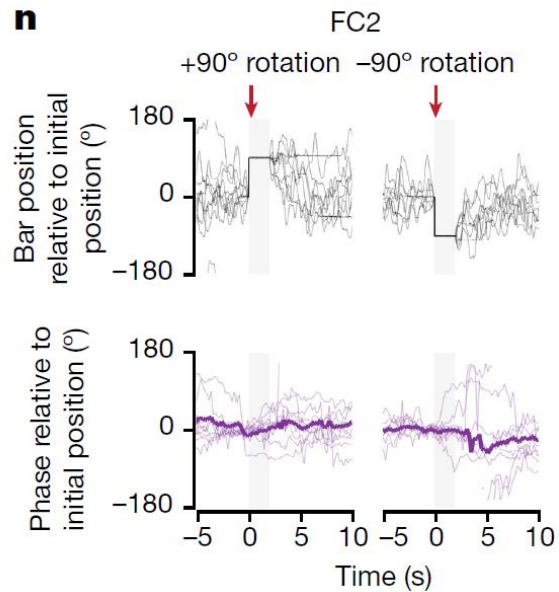 n
FC2
+90° rotation
−90° rotation
Bar position
relative to initial
position (°)
180
0
−180
Phase relative to
initial position (°)
180
0
−180
−5 0 5 10
−5 0 5 10
Time (s)